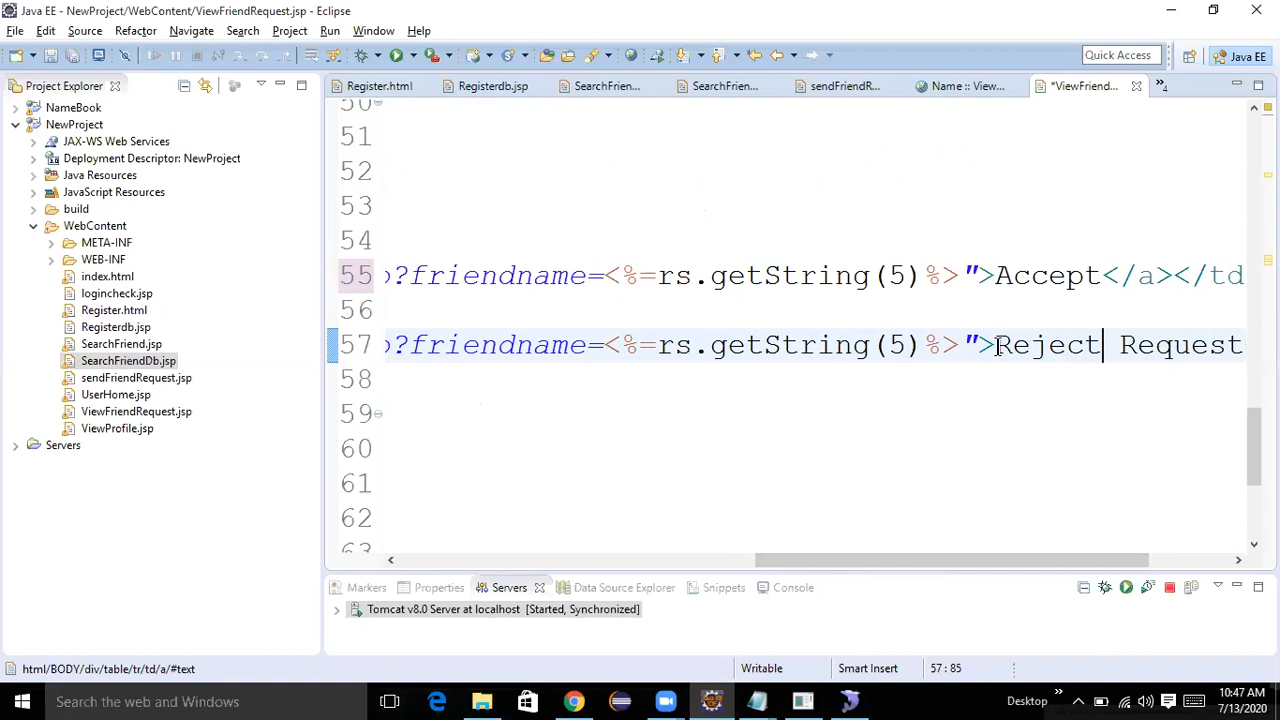 Java EE - NewProject/WebContent/ViewFriendRequest.jsp - Eclipse
File Edit Source Refactor Navigate Search Project Run Window Help
Quick Access
Java EE
Project Explorer
Register.html
Registerdb.jsp
SearchFrien...
SearchFrien...
sendFriendR...
Name :: View...
*ViewFriend...
»4
NameBook
NewProject
JAX-WS Web Services
Deployment Descriptor: NewProject
Java Resources
JavaScript Resources
build
WebContent
META-INF
WEB-INF
index.html
logincheck.jsp
Register.html
Registerdb.jsp
SearchFriend.jsp
SearchFriendDb.jsp
sendFriendRequest.jsp
UserHome.jsp
ViewFriendRequest.jsp
ViewProfile.jsp
Servers
50
51
52
53
54
55 ?friendname=<%=rs.getString(5)%>">Accept</a></td
56
57 ?friendname=<%=rs.getString(5)%>">Reject Request
58
59
60
61
62
63
Markers Properties Servers Data Source Explorer Snippets Console
Tomcat v8.0 Server at localhost [Started, Synchronized]
html/BODY/div/table/tr/td/a/#text
Writable
Smart Insert
57 : 85
Search the web and Windows
Desktop
10:47 AM
7/13/2020